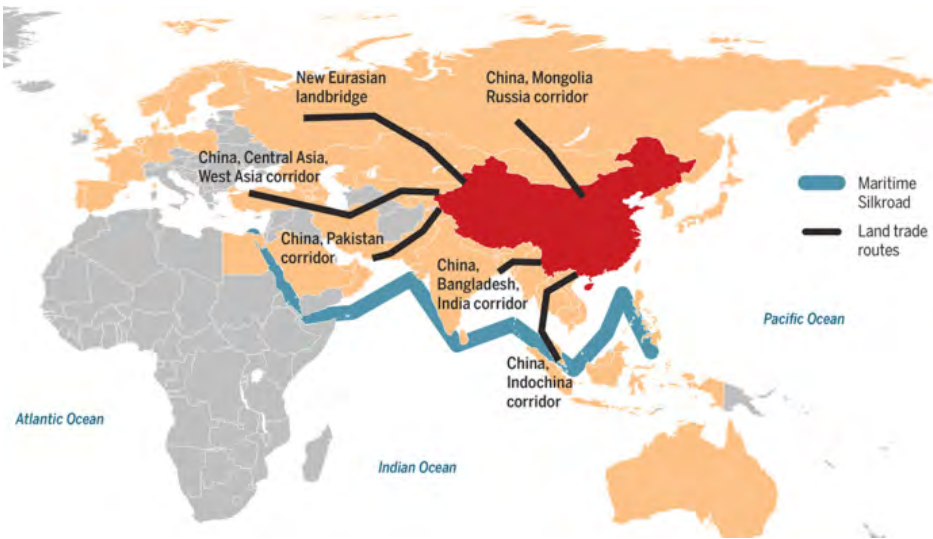 New Eurasian
landbridge
China, Mongolia
Russia corridor
China, Central Asia,
West Asia corridor
Maritime
Silkroad
Land trade
routes
China, Pakistan
corridor
China,
Bangladesh,
India corridor
Pacific Ocean
China,
Indochina
corridor
Atlantic Ocean
Indian Ocean